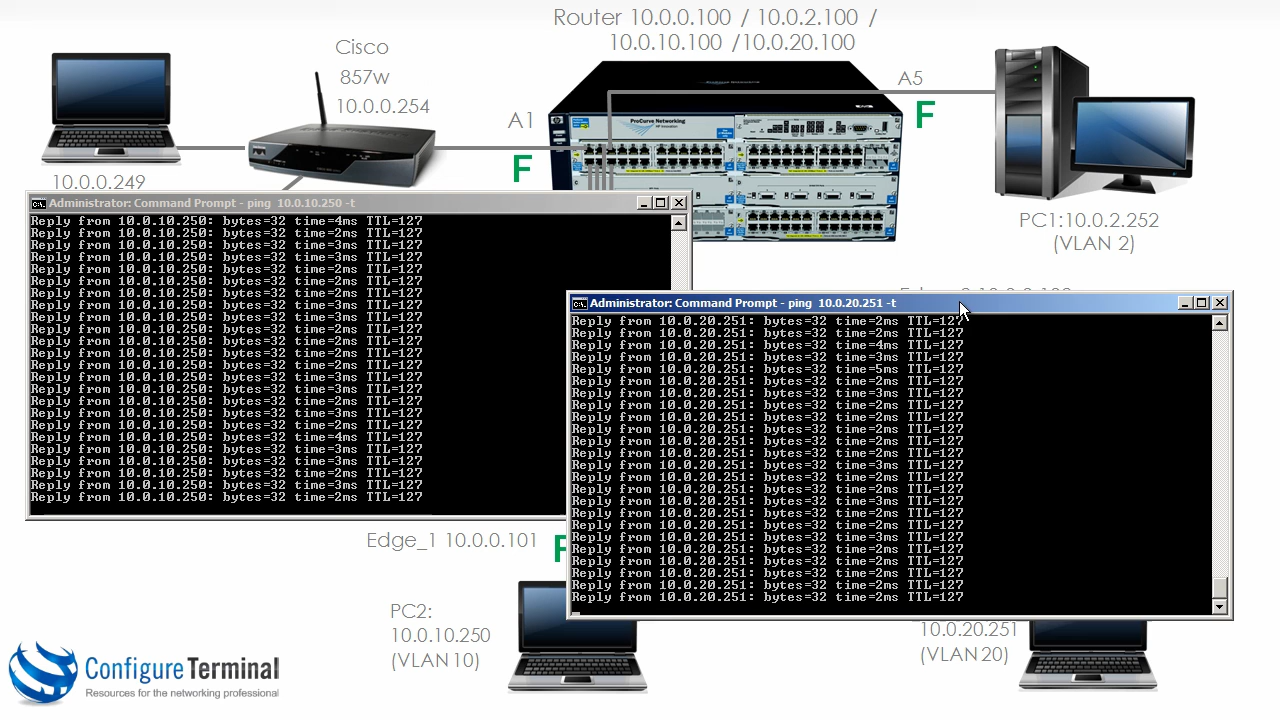 Router 10.0.0.100 / 10.0.2.100 /
10.0.10.100 /10.0.20.100
Cisco
857w
10.0.0.254
A1
F
A5
F
ProCurve Networking
HP Innovation
10.0.0.249
PC1:10.0.2.252
(VLAN 2)
Administrator: Command Prompt - ping 10.0.10.250 -t
Reply from 10.0.10.250: bytes=32 time=4ms TTL=127
Reply from 10.0.10.250: bytes=32 time=2ms TTL=127
Reply from 10.0.10.250: bytes=32 time=3ms TTL=127
Reply from 10.0.10.250: bytes=32 time=3ms TTL=127
Reply from 10.0.10.250: bytes=32 time=2ms TTL=127
Reply from 10.0.10.250: bytes=32 time=2ms TTL=127
Reply from 10.0.10.250: bytes=32 time=3ms TTL=127
Reply from 10.0.10.250: bytes=32 time=2ms TTL=127
Reply from 10.0.10.250: bytes=32 time=3ms TTL=127
Reply from 10.0.10.250: bytes=32 time=2ms TTL=127
Reply from 10.0.10.250: bytes=32 time=3ms TTL=127
Reply from 10.0.10.250: bytes=32 time=3ms TTL=127
Reply from 10.0.10.250: bytes=32 time=2ms TTL=127
Reply from 10.0.10.250: bytes=32 time=3ms TTL=127
Reply from 10.0.10.250: bytes=32 time=3ms TTL=127
Reply from 10.0.10.250: bytes=32 time=2ms TTL=127
Reply from 10.0.10.250: bytes=32 time=3ms TTL=127
Reply from 10.0.10.250: bytes=32 time=2ms TTL=127
Reply from 10.0.10.250: bytes=32 time=4ms TTL=127
Reply from 10.0.10.250: bytes=32 time=3ms TTL=127
Reply from 10.0.10.250: bytes=32 time=3ms TTL=127
Reply from 10.0.10.250: bytes=32 time=2ms TTL=127
Reply from 10.0.10.250: bytes=32 time=3ms TTL=127
Reply from 10.0.10.250: bytes=32 time=2ms TTL=127
Administrator: Command Prompt - ping 10.0.20.251 -t
Reply from 10.0.20.251: bytes=32 time=2ms TTL=127
Reply from 10.0.20.251: bytes=32 time=2ms TTL=127
Reply from 10.0.20.251: bytes=32 time=4ms TTL=127
Reply from 10.0.20.251: bytes=32 time=3ms TTL=127
Reply from 10.0.20.251: bytes=32 time=5ms TTL=127
Reply from 10.0.20.251: bytes=32 time=2ms TTL=127
Reply from 10.0.20.251: bytes=32 time=3ms TTL=127
Reply from 10.0.20.251: bytes=32 time=2ms TTL=127
Reply from 10.0.20.251: bytes=32 time=2ms TTL=127
Reply from 10.0.20.251: bytes=32 time=2ms TTL=127
Reply from 10.0.20.251: bytes=32 time=2ms TTL=127
Reply from 10.0.20.251: bytes=32 time=2ms TTL=127
Reply from 10.0.20.251: bytes=32 time=3ms TTL=127
Reply from 10.0.20.251: bytes=32 time=2ms TTL=127
Reply from 10.0.20.251: bytes=32 time=2ms TTL=127
Reply from 10.0.20.251: bytes=32 time=3ms TTL=127
Reply from 10.0.20.251: bytes=32 time=2ms TTL=127
Reply from 10.0.20.251: bytes=32 time=2ms TTL=127
Reply from 10.0.20.251: bytes=32 time=3ms TTL=127
Reply from 10.0.20.251: bytes=32 time=2ms TTL=127
Reply from 10.0.20.251: bytes=32 time=2ms TTL=127
Reply from 10.0.20.251: bytes=32 time=2ms TTL=127
Reply from 10.0.20.251: bytes=32 time=2ms TTL=127
Reply from 10.0.20.251: bytes=32 time=2ms TTL=127
Edge_1 10.0.0.101
F
PC2:
10.0.10.250
(VLAN 10)
10.0.20.251
(VLAN 20)
Configure Terminal
Resources for the networking professional